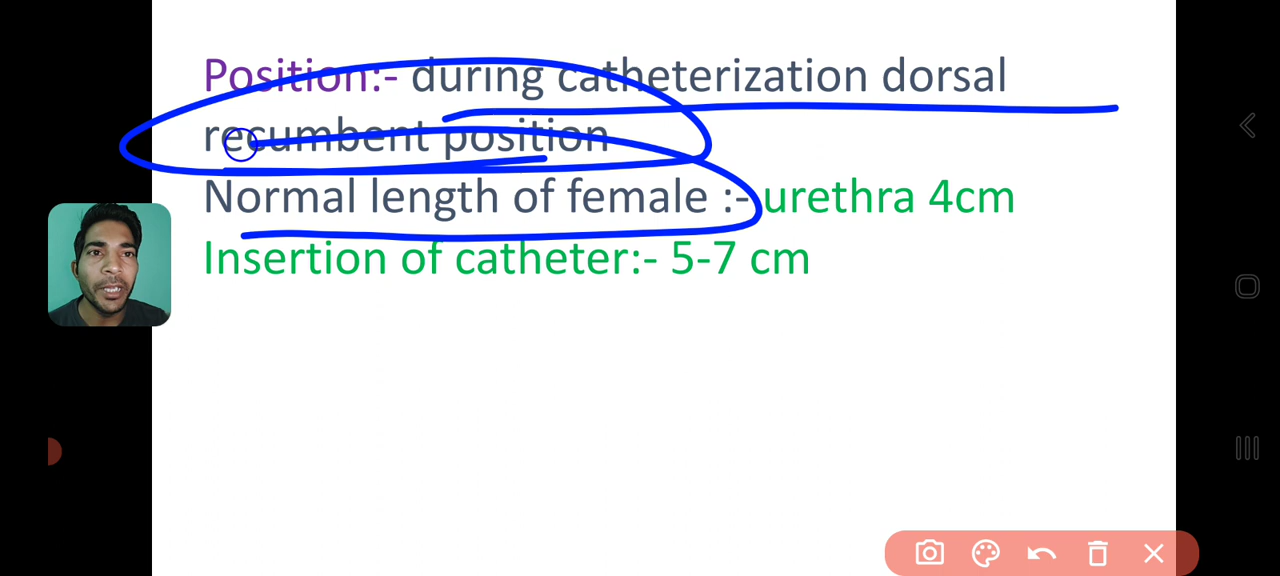 Position:- during catheterization dorsal
recumbent position
Normal length of female :- urethra 4cm
Insertion of catheter:- 5-7 cm